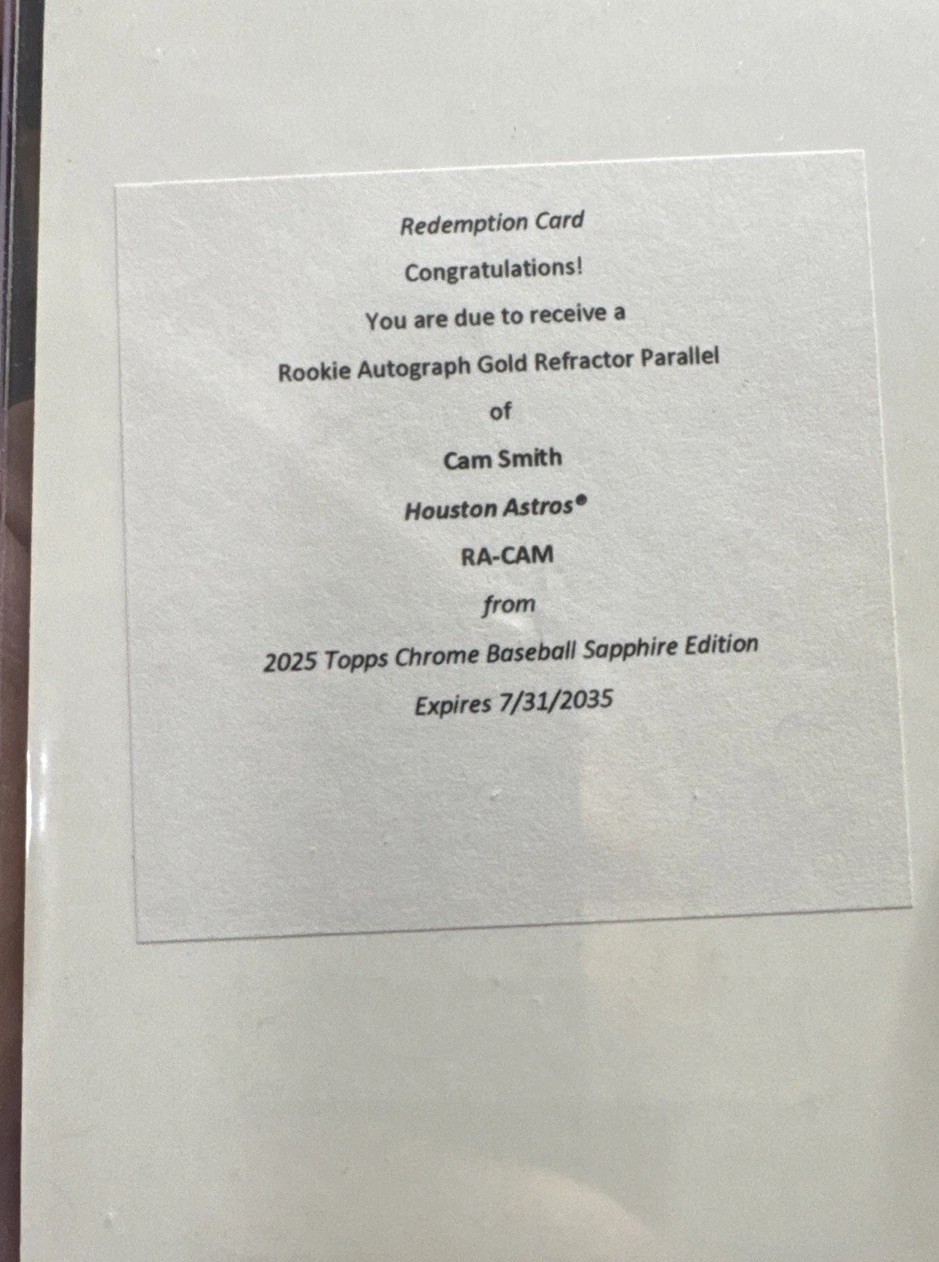 Redemption Card
Congratulations!
You are due to receive a
Rookie Autograph Gold Refractor Parallel
of
Cam Smith
Houston Astros®
RA-CAM
from
2025 Topps Chrome Baseball Sapphire Edition
Expires 7/31/2035